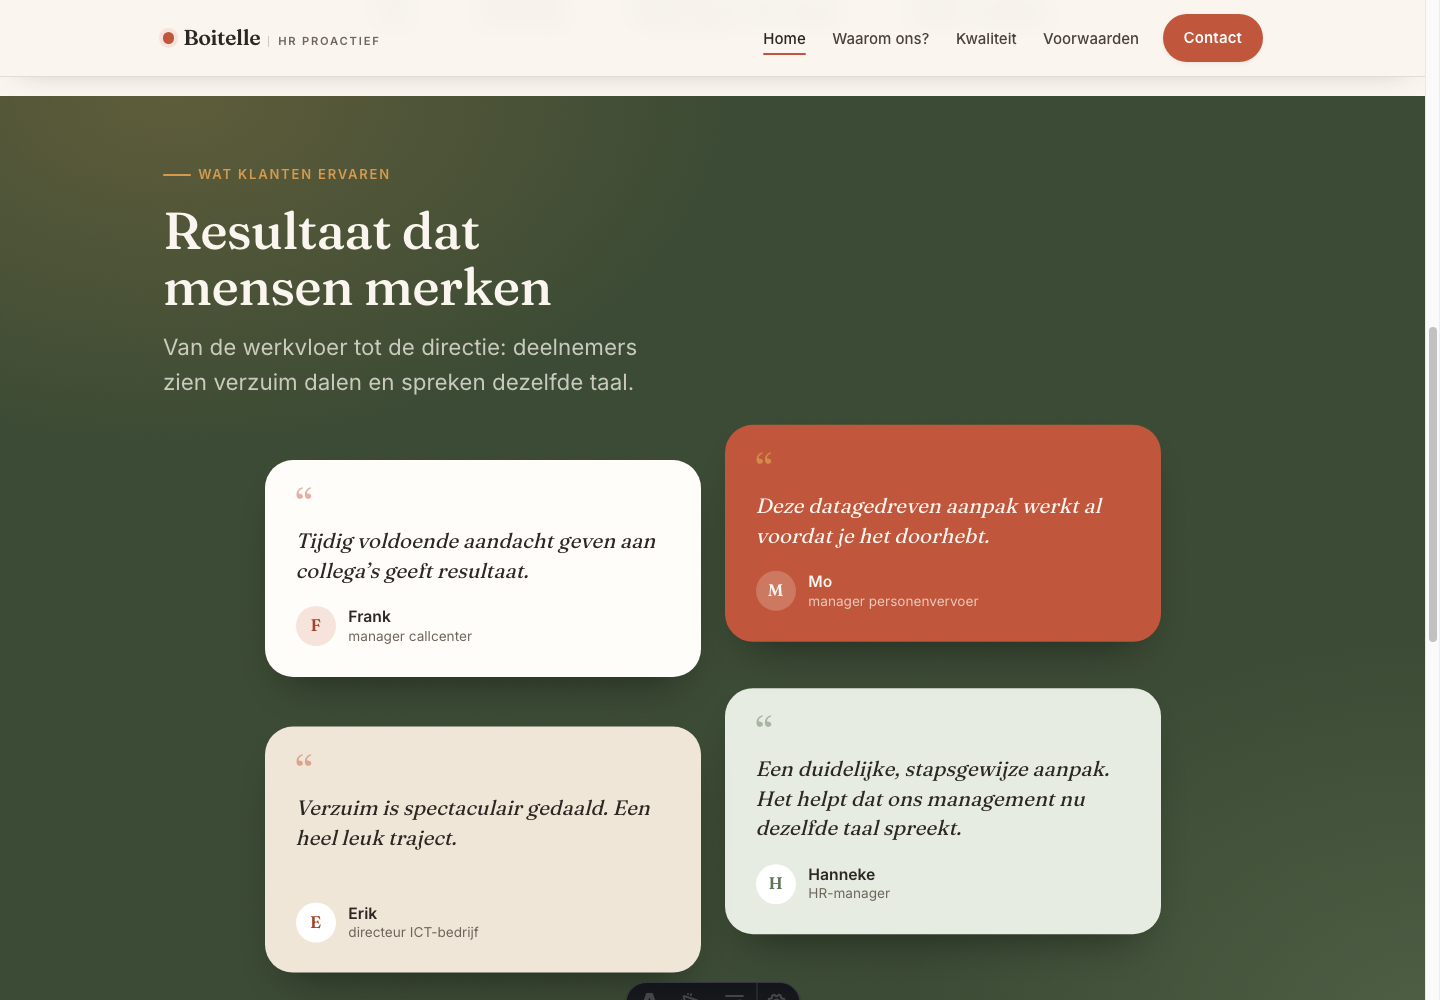 Boitelle | HR PROACTIEF
Home
Waarom ons?
Kwaliteit
Voorwaarden
Contact
WAT KLANTEN ERVAREN
Resultaat dat
mensen merken
Van de werkvloer tot de directie: deelnemers
zien verzuim dalen en spreken dezelfde taal.
“
Tijdig voldoende aandacht geven aan
collega’s geeft resultaat.
F
Frank
manager callcenter
“
Deze datagedreven aanpak werkt al
voordat je het doorhebt.
M
Mo
manager personenvervoer
“
Verzuim is spectaculair gedaald. Een
heel leuk traject.
E
Erik
directeur ICT-bedrijf
“
Een duidelijke, stapsgewijze aanpak.
Het helpt dat ons management nu
dezelfde taal spreekt.
H
Hanneke
HR-manager